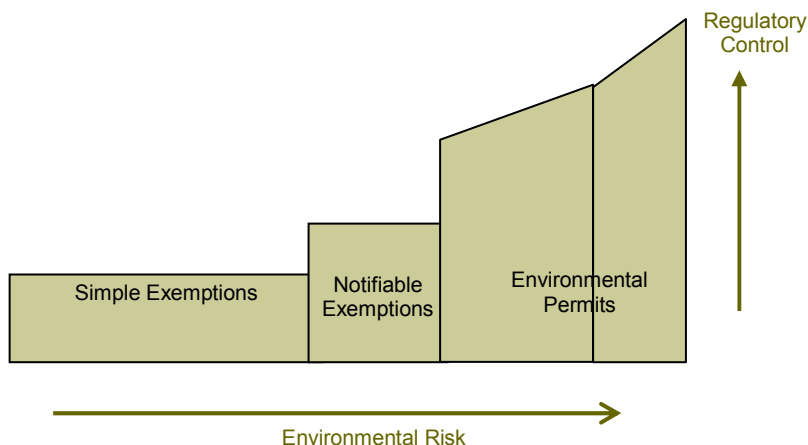 Regulatory
Control
Simple Exemptions
Notifiable
Exemptions
Environmental
Permits
Environmental Risk